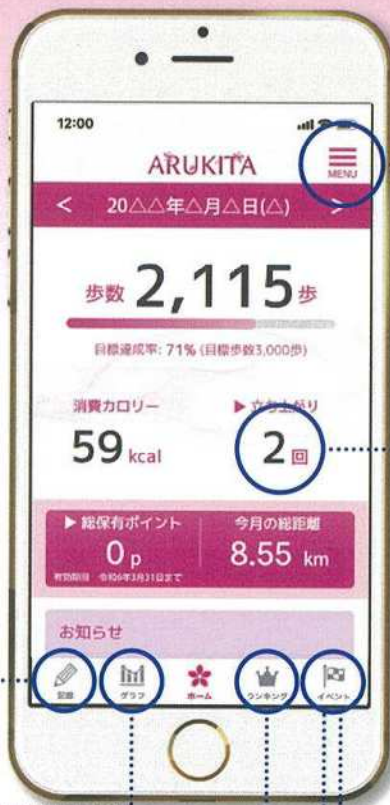 12:00
ARUKITA
MENU
< 20△△年△月△日(△) >
歩数 2,115歩
目標達成率: 71% (目標歩数3,000歩)
消費カロリー ▶ 立ち上がり
59 kcal 2 回
▶ 総保有ポイント 今月の総距離
0 p 8.55 km
有効期限 令和6年3月31日まで
お知らせ
記録 グラフ ホーム ランキング イベント